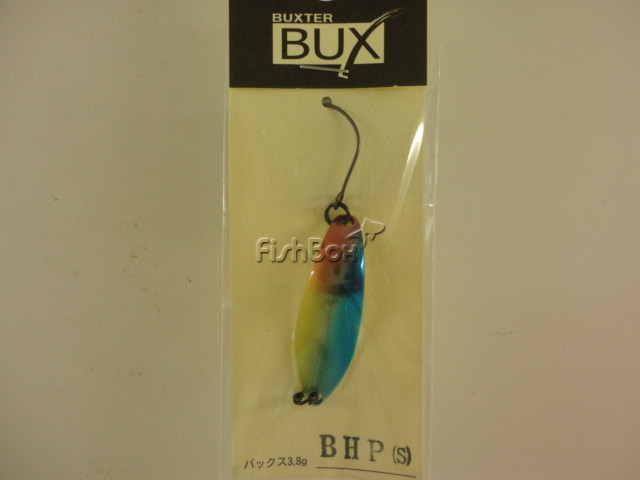 BUXTER
BUX
FishBox
バックス3.8g
BHP (S)